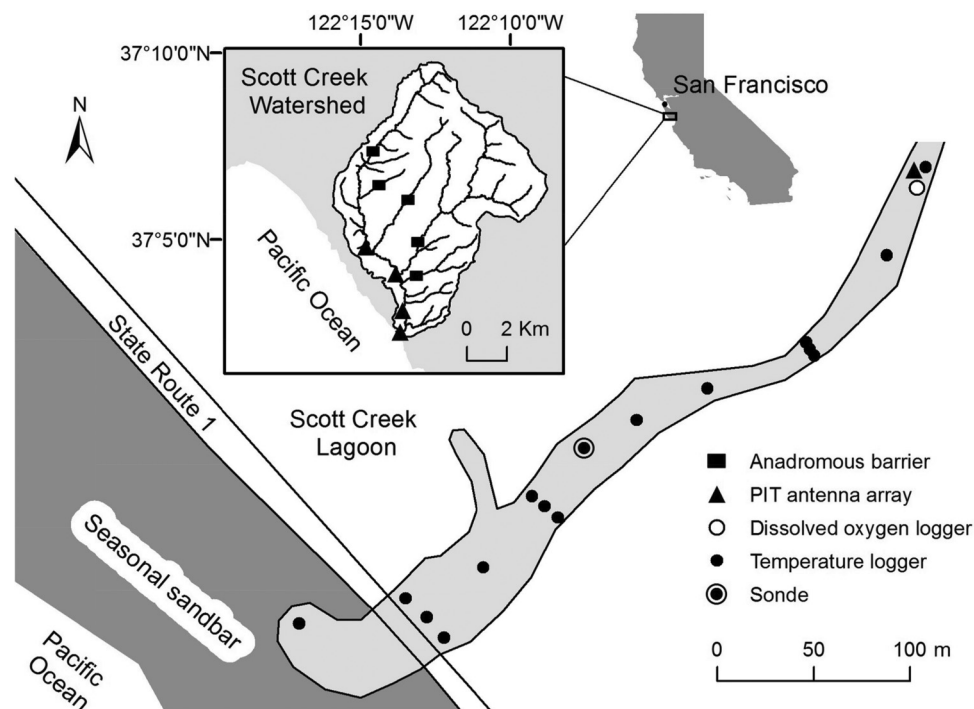 122°15'0"W
122°10'0"W
37°10'0"N
Scott Creek
Watershed
San Francisco
N
37°5'0"N
Pacific Ocean
0 2 Km
State Route 1
Scott Creek
Lagoon
Anadromous barrier
PIT antenna array
Dissolved oxygen logger
Temperature logger
Sonde
Seasonal sandbar
Pacific
Ocean
0 50 100 m